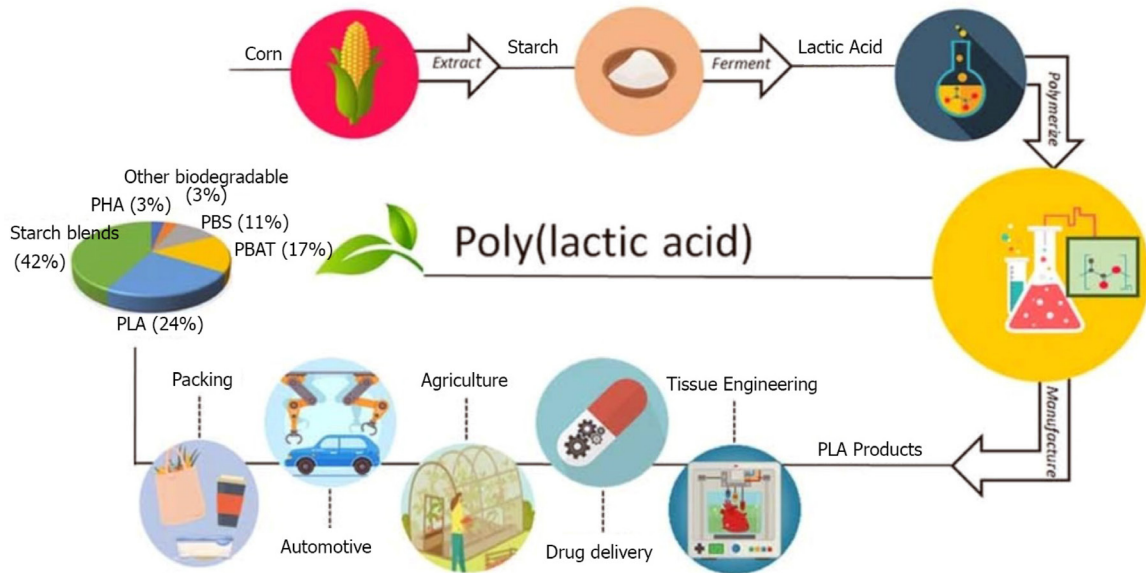 Corn
Extract
Starch
Ferment
Lactic Acid
Polymerize
Other biodegradable
(3%)
PHA (3%)
PBS (11%)
Starch blends
(42%)
PBAT (17%)
PLA (24%)
Poly(lactic acid)
Manufacture
PLA Products
Packing
Automotive
Agriculture
Drug delivery
Tissue Engineering